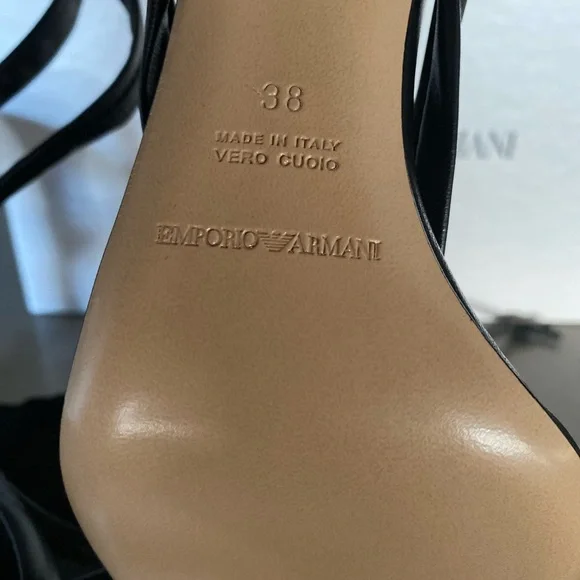 38
MADE IN ITALY
VERO CUOIO
EMPORIO ARMANI